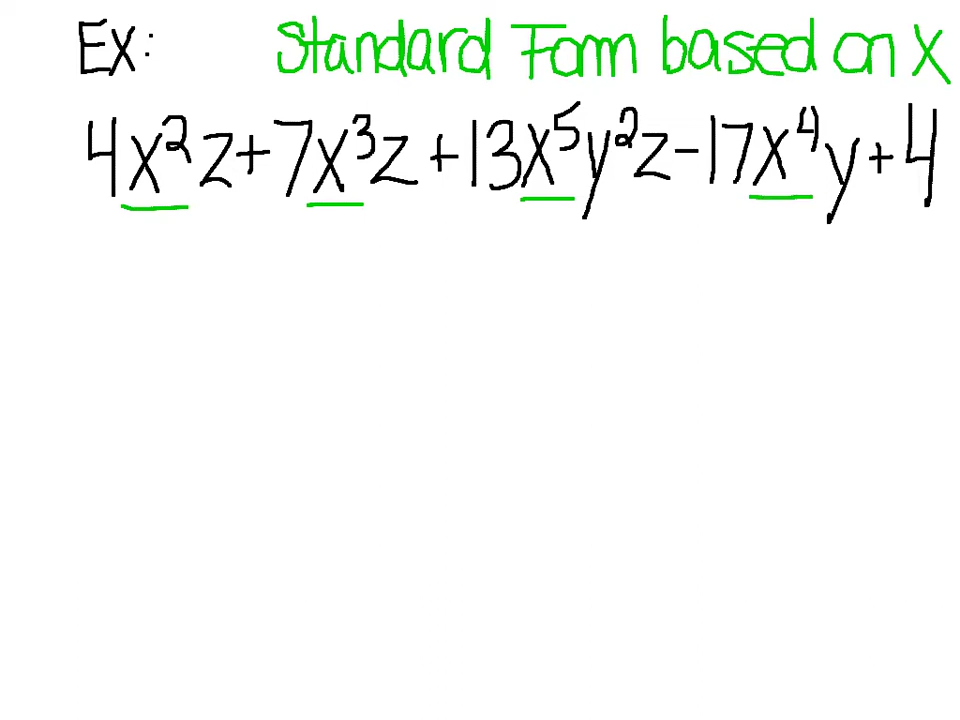 Ex: Standard Form based on x
4x²z+7x³z+13x⁵y²z-17x⁴y+4